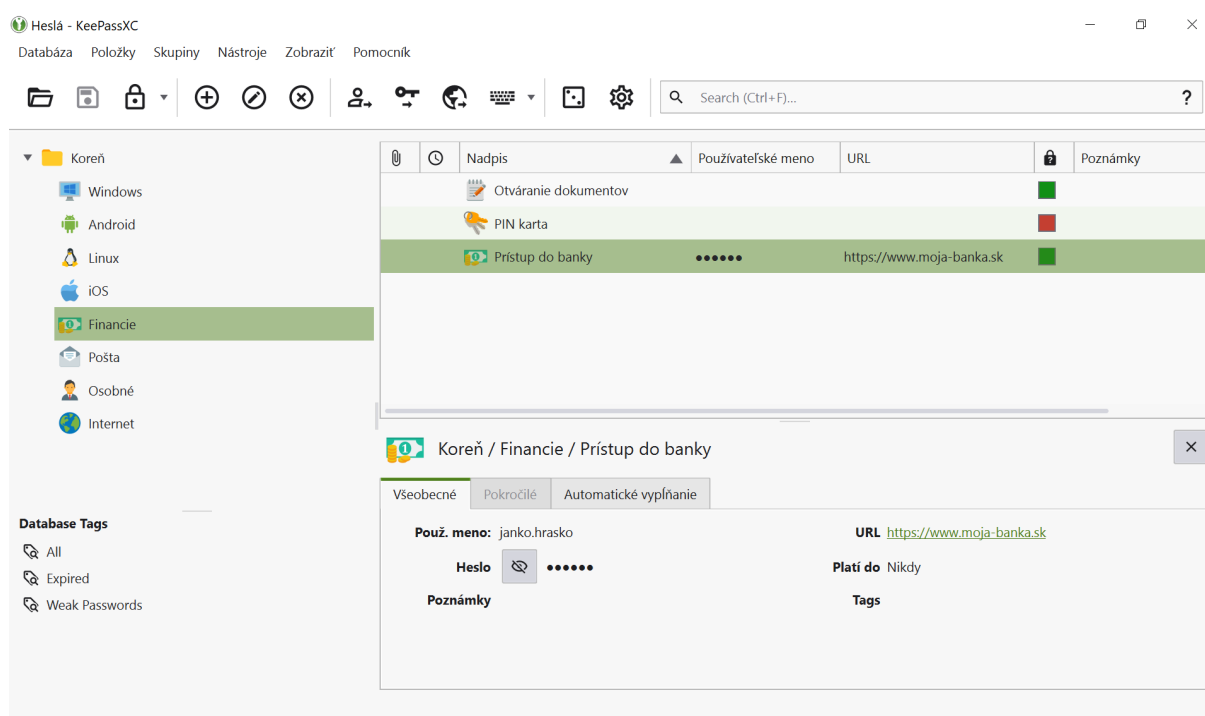 Heslá - KeePassXC
Databáza Položky Skupiny Nástroje Zobraziť Pomocník
Search (Ctrl+F)... ?
Koreň
Windows
Android
Linux
iOS
Financie
Pošta
Osobné
Internet
Database Tags
All
Expired
Weak Passwords
Nadpis Používateľské meno URL Poznámky
Otváranie dokumentov
PIN karta
Prístup do banky ●●●●●● https://www.moja-banka.sk
Koreň / Financie / Prístup do banky
Všeobecné Pokročilé Automatické vypĺňanie
Použ. meno: janko.hrasko URL https://www.moja-banka.sk
Heslo ●●●●●● Platí do Nikdy
Poznámky Tags